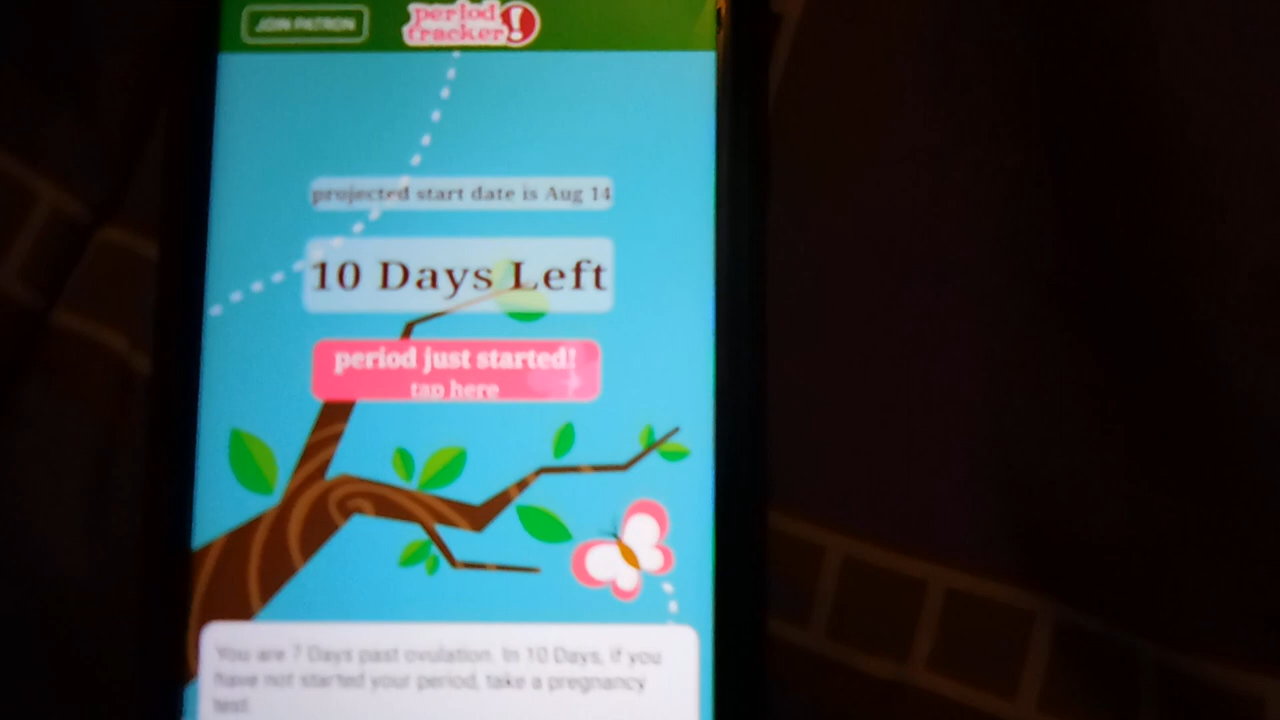 JOIN PATRON
period
tracker!
projected start date is Aug 14
10 Days Left
period just started!
tap here
You are 7 Days past ovulation. In 10 Days, if you
have not started your period, take a pregnancy
test